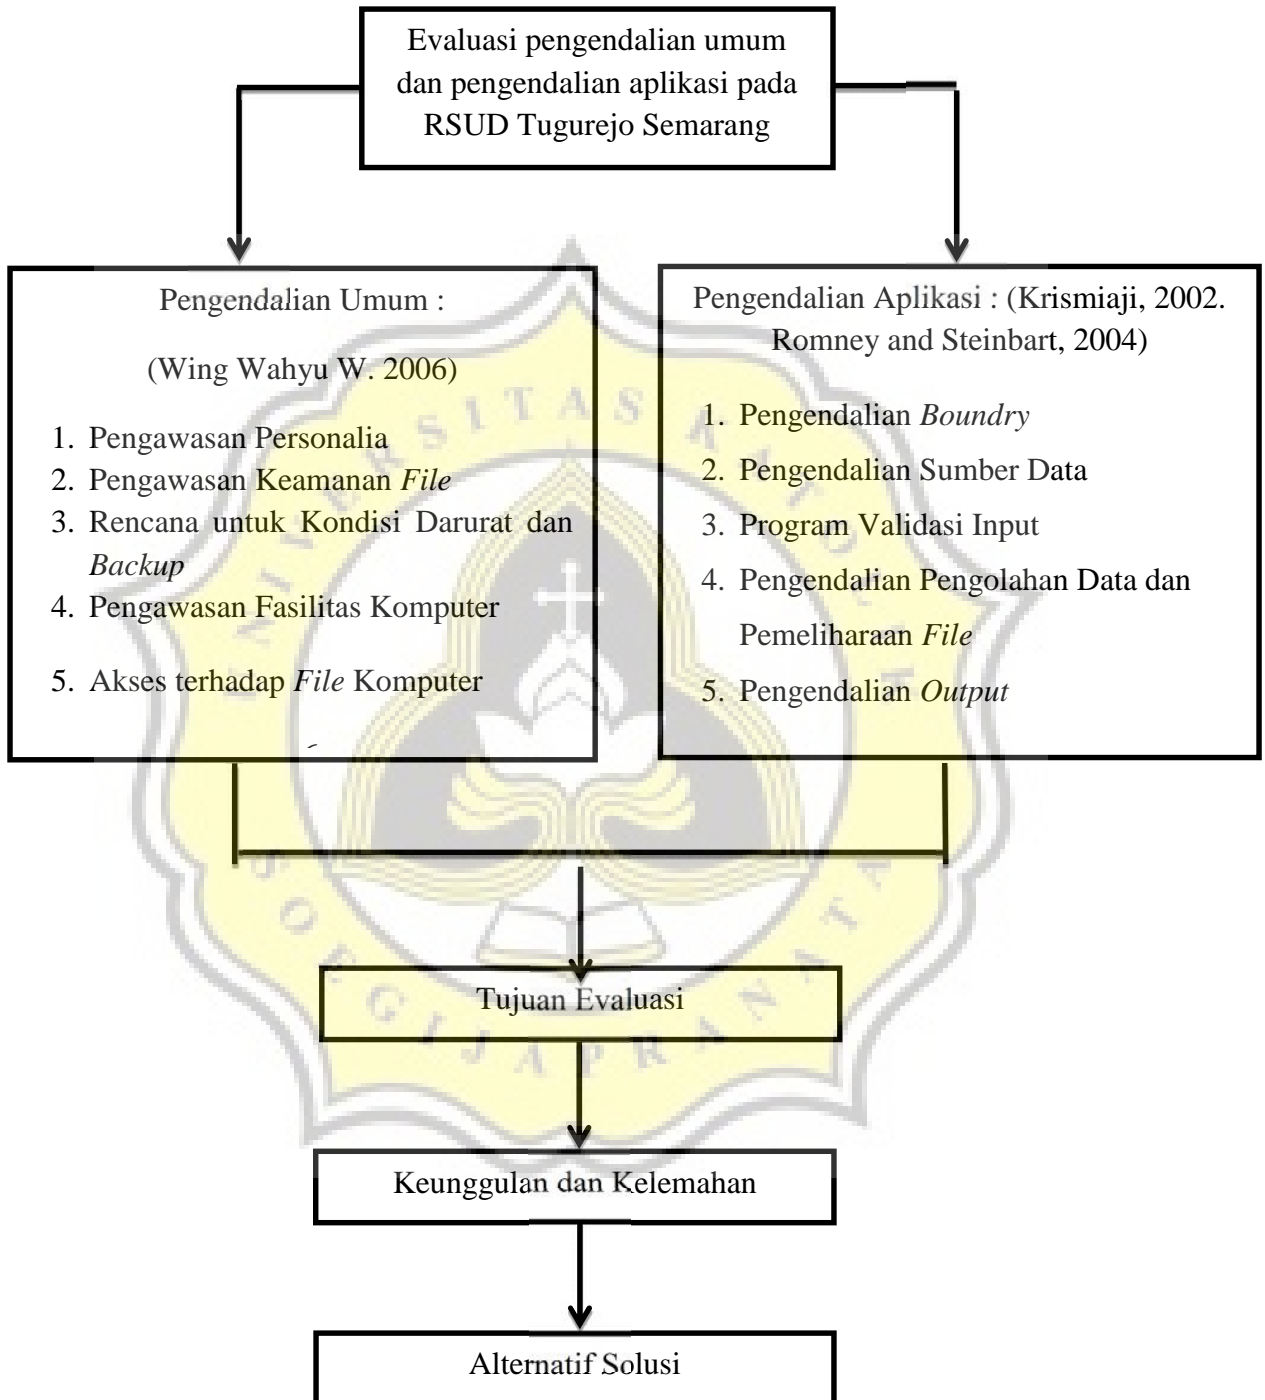 Evaluasi pengendalian umum
dan pengendalian aplikasi pada
RSUD Tugurejo Semarang
Pengendalian Umum :
(Wing Wahyu W. 2006)
1. Pengawasan Personalia
2. Pengawasan Keamanan File
3. Rencana untuk Kondisi Darurat dan
Backup
4. Pengawasan Fasilitas Komputer
5. Akses terhadap File Komputer
Pengendalian Aplikasi : (Krismiaji, 2002.
Romney and Steinbart, 2004)
1. Pengendalian Boundry
2. Pengendalian Sumber Data
3. Program Validasi Input
4. Pengendalian Pengolahan Data dan
Pemeliharaan File
5. Pengendalian Output
Tujuan Evaluasi
Keunggulan dan Kelemahan
Alternatif Solusi
UNIVERSITAS KATOLIK
SOEGIJAPRANATA